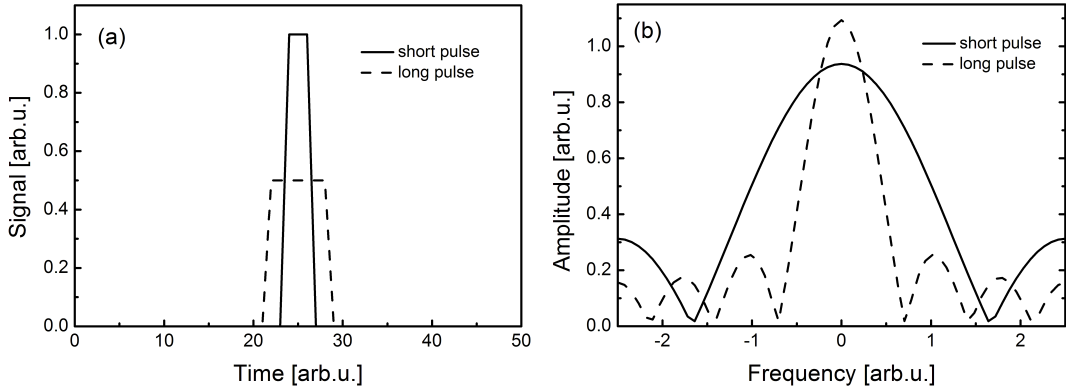 (a)
short pulse
long pulse
Signal [arb.u.]
1.0
0.8
0.6
0.4
0.2
0.0
0 10 20 30 40 50
Time [arb.u.]
(b)
short pulse
long pulse
Amplitude [arb.u.]
1.0
0.8
0.6
0.4
0.2
0.0
-2 -1 0 1 2
Frequency [arb.u.]